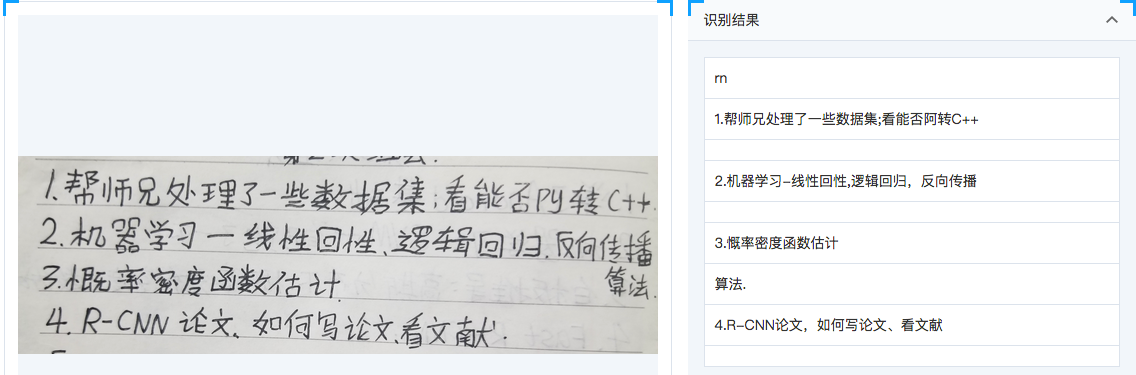 1.帮师兄处理了一些数据集;看能否PY转C++.
2.机器学习—线性回性、逻辑回归.反向传播
算法.
3.概率密度函数估计
4.R-CNN论文、如何写论文、看文献.
识别结果
rn
1.帮师兄处理了一些数据集;看能否阿转C++
2.机器学习-线性回性,逻辑回归，反向传播
3.慨率密度函数估计
算法.
4.R-CNN论文，如何写论文、看文献